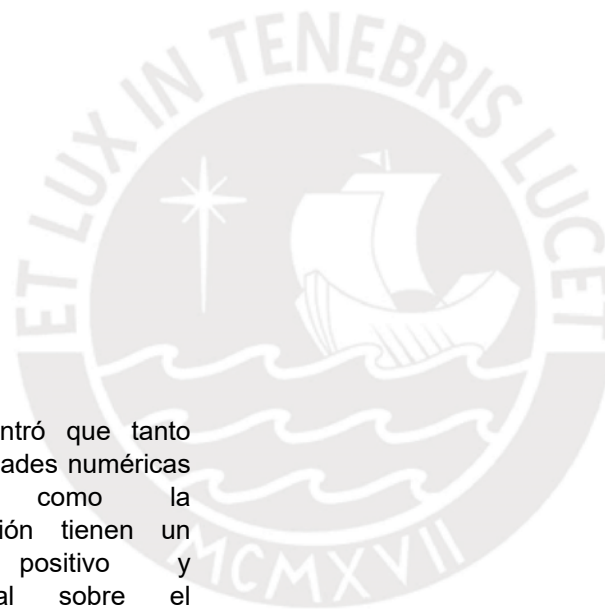 ET LUX IN TENEBRIS LUCET
MCMXVII
ntró que tanto
ades numéricas
como la
ión tienen un
positivo y
al sobre el